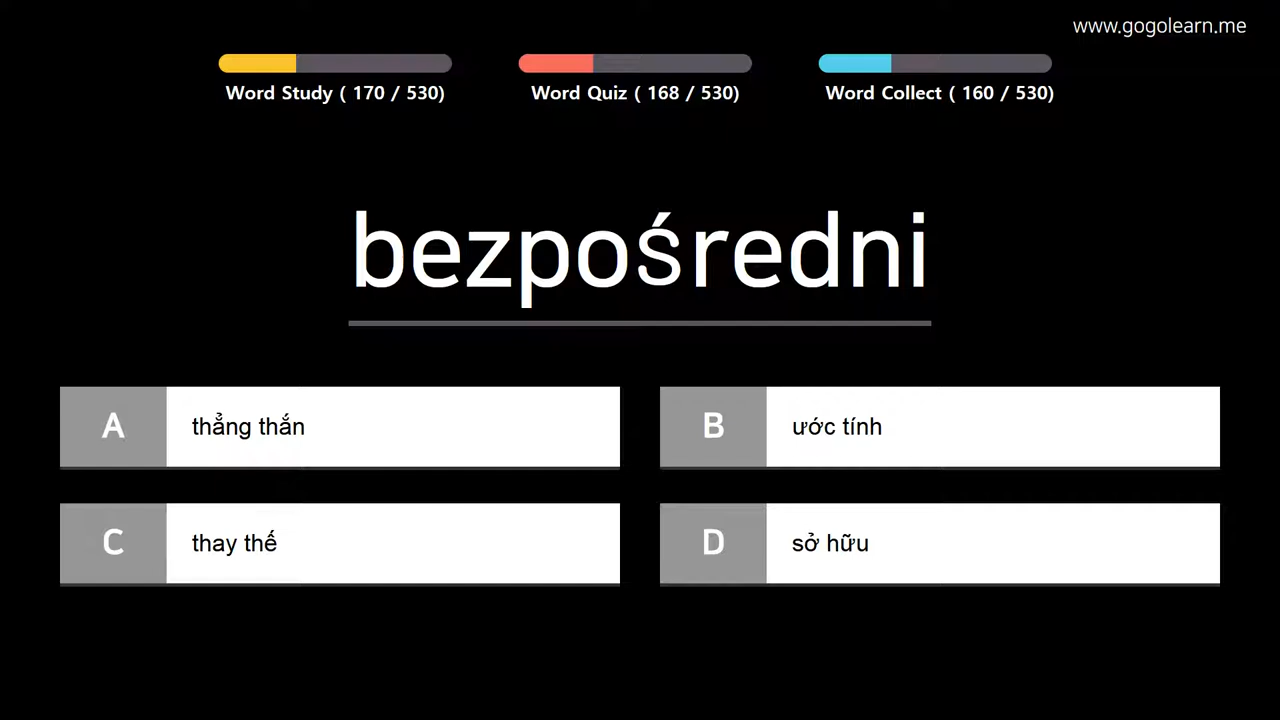 www.gogolearn.me
Word Study ( 170 / 530)
Word Quiz ( 168 / 530)
Word Collect ( 160 / 530)
bezpośredni
A thẳng thắn
B ước tính
C thay thế
D sở hữu